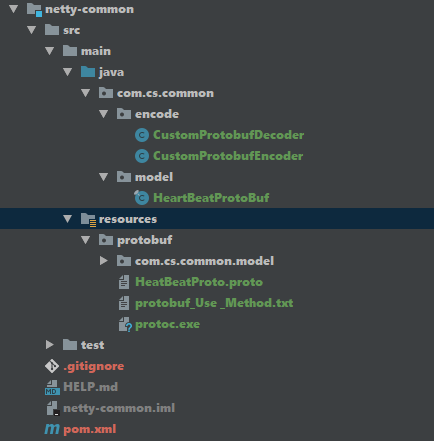 netty-common
src
main
java
com.cs.common
encode
CustomProtobufDecoder
CustomProtobufEncoder
model
HeartBeatProtoBuf
resources
protobuf
com.cs.common.model
HeatBeatProto.proto
protobuf_Use _Method.txt
protoc.exe
test
.gitignore
HELP.md
netty-common.iml
pom.xml